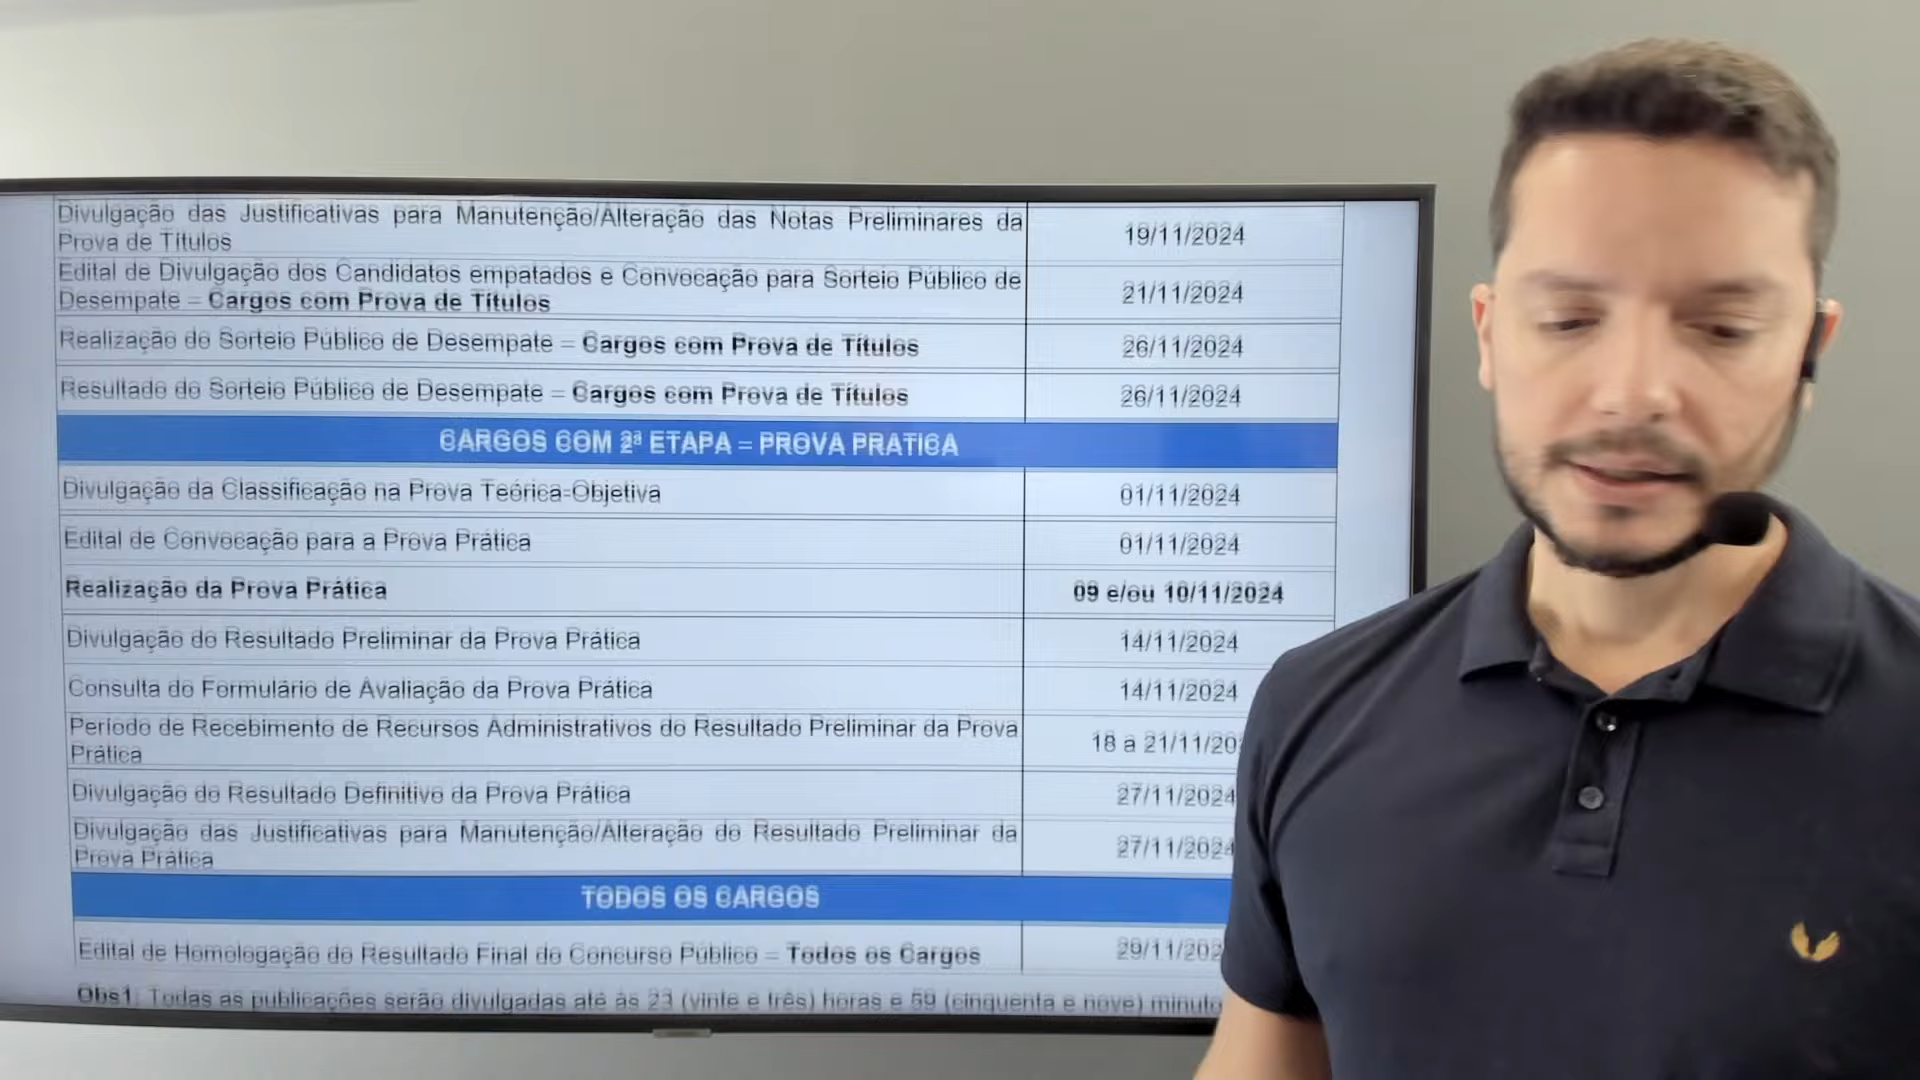 Divulgação das Justificativas para Manutenção/Alteração das Notas Preliminares da
Prova de Títulos
19/11/2024
Edital de Divulgação dos Candidatos empatados e Convocação para Sorteio Público de
Desempate – Cargos com Prova de Títulos
21/11/2024
Realização do Sorteio Público de Desempate – Cargos com Prova de Títulos
26/11/2024
Resultado do Sorteio Público de Desempate – Cargos com Prova de Títulos
26/11/2024
CARGOS COM 2ª ETAPA – PROVA PRATICA
Divulgação da Classificação na Prova Teórica-Objetiva
01/11/2024
Edital de Convocação para a Prova Prática
01/11/2024
Realização da Prova Prática
09 e/ou 10/11/2024
Divulgação do Resultado Preliminar da Prova Prática
14/11/2024
Consulta do Formulário de Avaliação da Prova Prática
14/11/2024
Período de Recebimento de Recursos Administrativos do Resultado Preliminar da Prova
Prática
18 a 21/11/20
Divulgação do Resultado Definitivo da Prova Prática
27/11/2024
Divulgação das Justificativas para Manutenção/Alteração do Resultado Preliminar da
Prova Prática
27/11/2024
TODOS OS CARGOS
Edital de Homologação do Resultado Final do Concurso Público – Todos os Cargos
29/11/202
Obs1: Todas as publicações serão divulgadas até às 23 (vinte e três) horas e 59 (cinquenta e nove) minuto